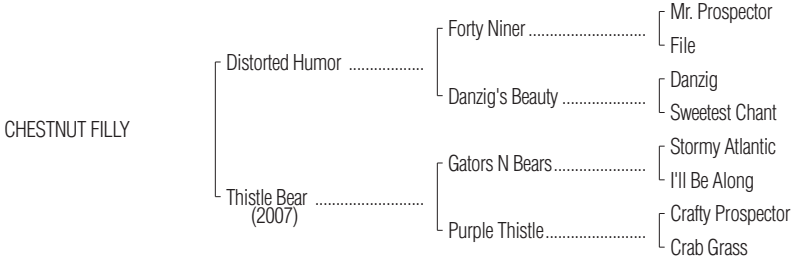 Mr. Prospector
Forty Niner ............................
File
Distorted Humor ..................
Danzig
Danzig's Beauty ....................
Sweetest Chant
CHESTNUT FILLY
Stormy Atlantic
Gators N Bears......................
I'll Be Along
Thistle Bear ..........................
(2007)
Crafty Prospector
Purple Thistle........................
Crab Grass